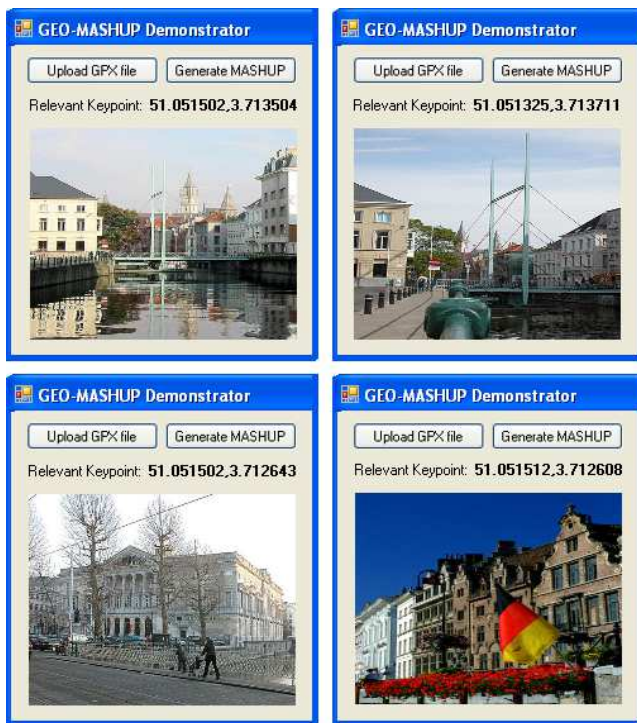 GEO-MASHUP Demonstrator
Upload GPX file Generate MASHUP
Relevant Keypoint: 51.051502,3.713504
GEO-MASHUP Demonstrator
Upload GPX file Generate MASHUP
Relevant Keypoint: 51.051325,3.713711
GEO-MASHUP Demonstrator
Upload GPX file Generate MASHUP
Relevant Keypoint: 51.051502,3.712643
GEO-MASHUP Demonstrator
Upload GPX file Generate MASHUP
Relevant Keypoint: 51.051512,3.712608